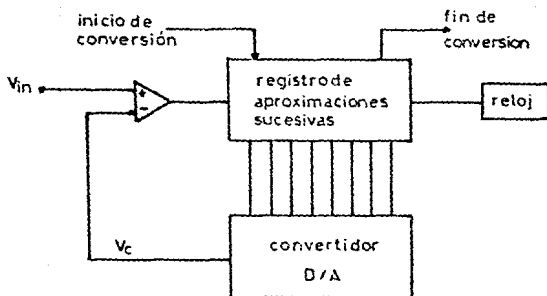 inicio de
conversión
fin de
conversion
Vin
+
-
registro de
aproximaciones
sucesivas
reloj
Vc
convertidor
D/A